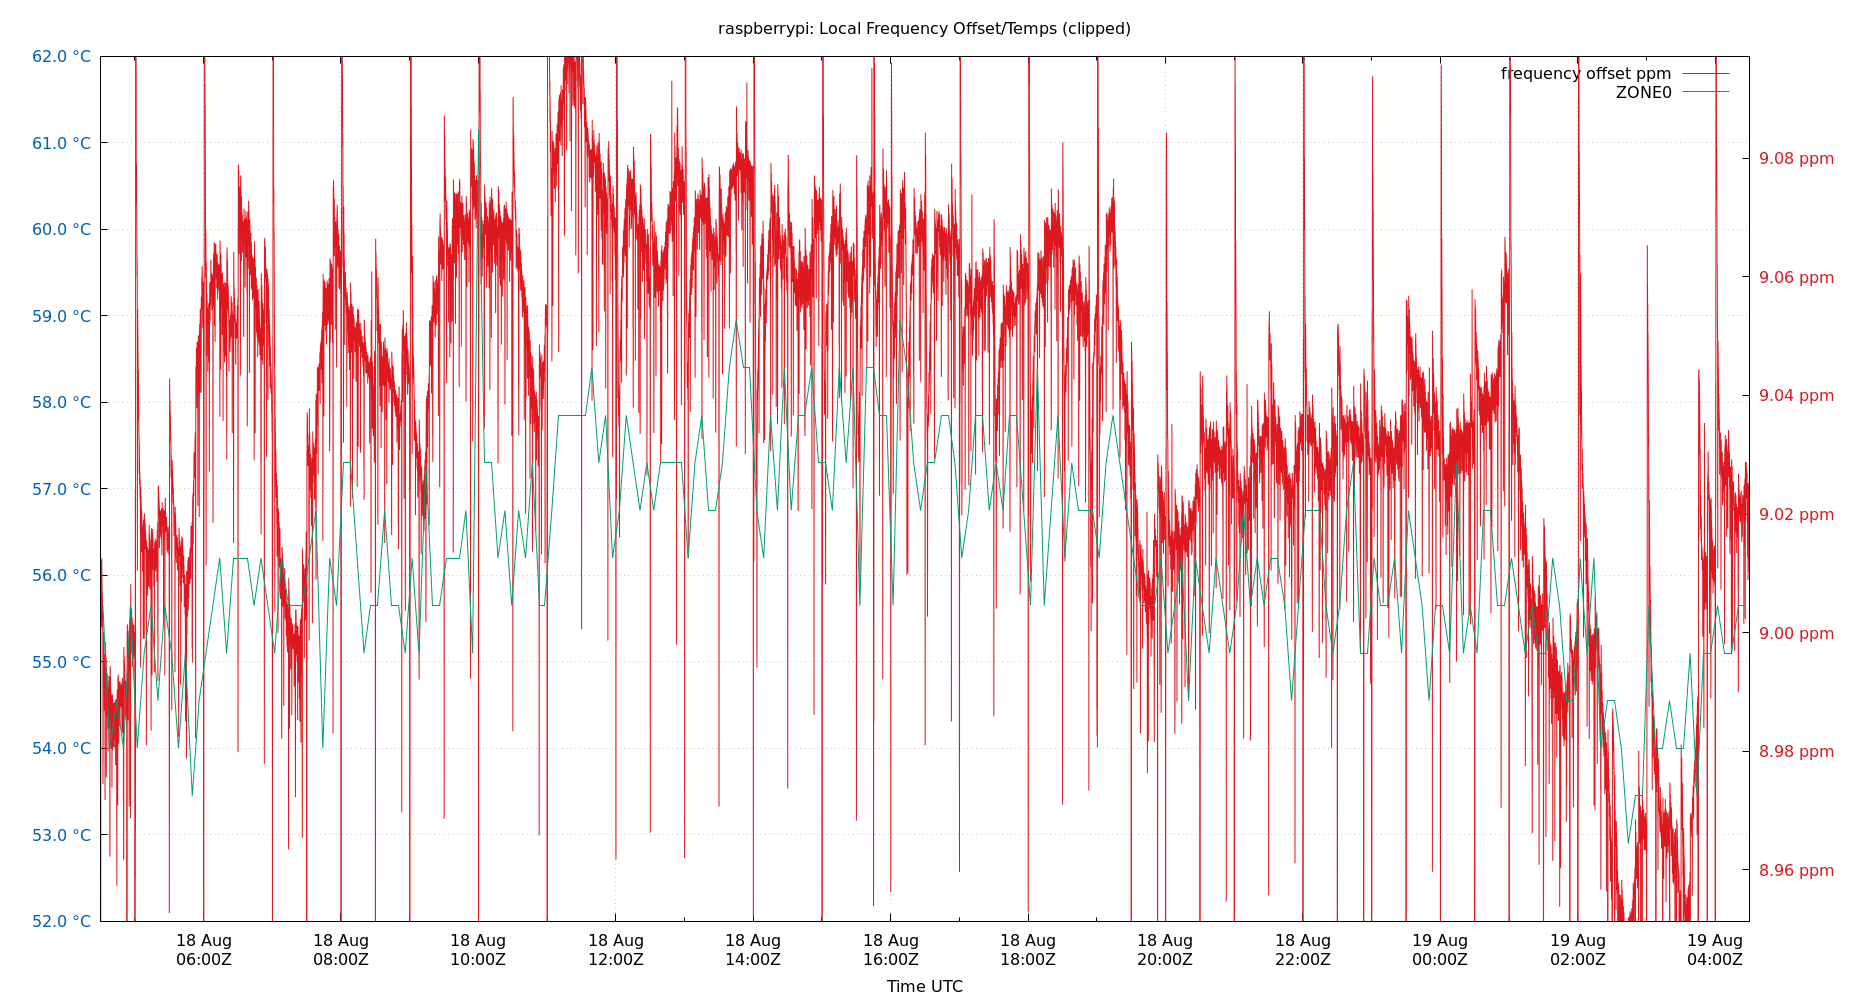 raspberrypi: Local Frequency Offset/Temps (clipped)
frequency offset ppm
ZONE0
62.0 °C
61.0 °C
60.0 °C
59.0 °C
58.0 °C
57.0 °C
56.0 °C
55.0 °C
54.0 °C
53.0 °C
52.0 °C
9.08 ppm
9.06 ppm
9.04 ppm
9.02 ppm
9.00 ppm
8.98 ppm
8.96 ppm
18 Aug
06:00Z
18 Aug
08:00Z
18 Aug
10:00Z
18 Aug
12:00Z
18 Aug
14:00Z
18 Aug
16:00Z
18 Aug
18:00Z
18 Aug
20:00Z
18 Aug
22:00Z
19 Aug
00:00Z
19 Aug
02:00Z
19 Aug
04:00Z
Time UTC